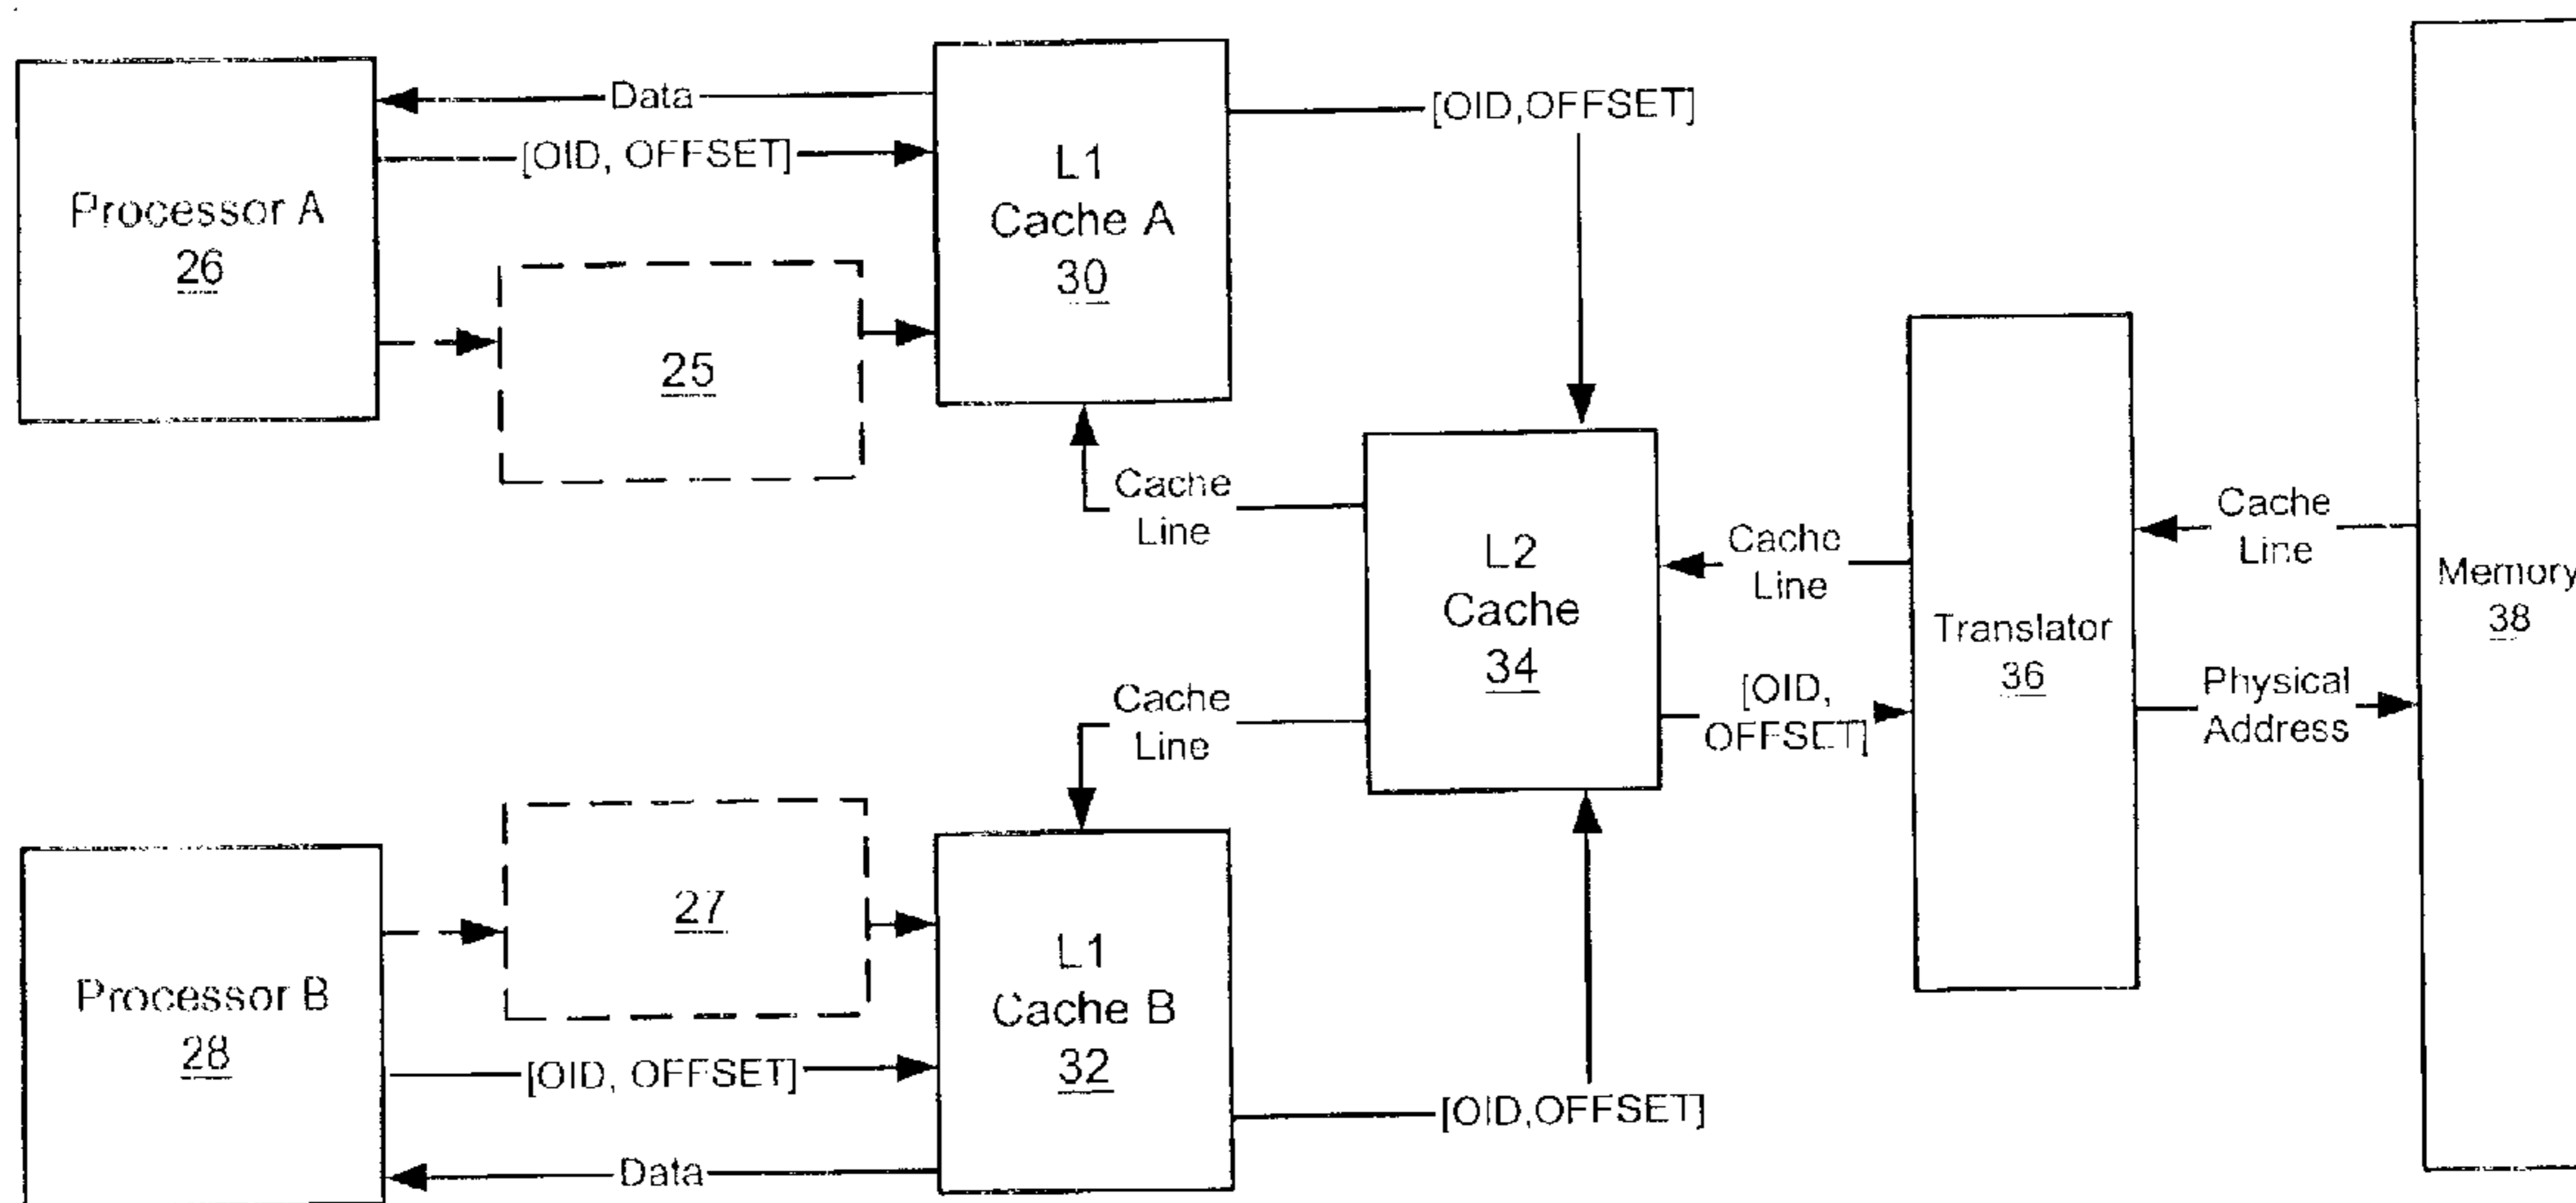 Data
[OID, OFFSET]
Processor A
26
25
L1
Cache A
30
[OID,OFFSET]
Cache
Line
L2
Cache
34
Cache
Line
Cache
Line
[OID,
OFFSET]
Translator
36
Cache
Line
Physical
Address
Memory
38
27
Processor B
28
[OID, OFFSET]
Data
L1
Cache B
32
[OID,OFFSET]